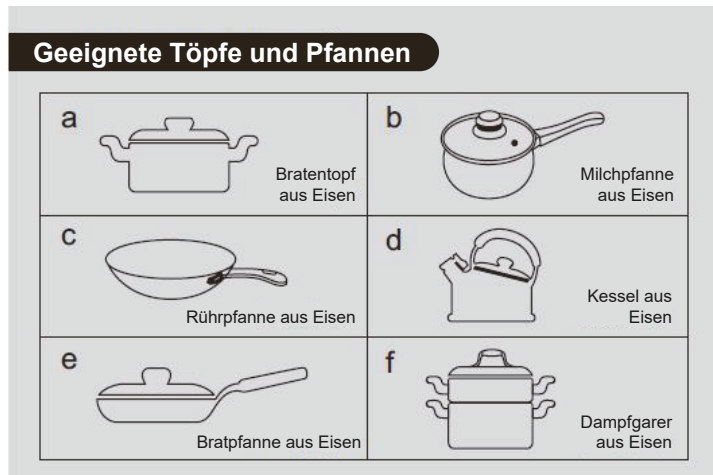 Geeignete Töpfe und Pfannen
a
Bratentopf
aus Eisen
b
Milchpfanne
aus Eisen
c
Rührpfanne aus Eisen
d
Kessel aus
Eisen
e
Bratpfanne aus Eisen
f
Dampfgarer
aus Eisen